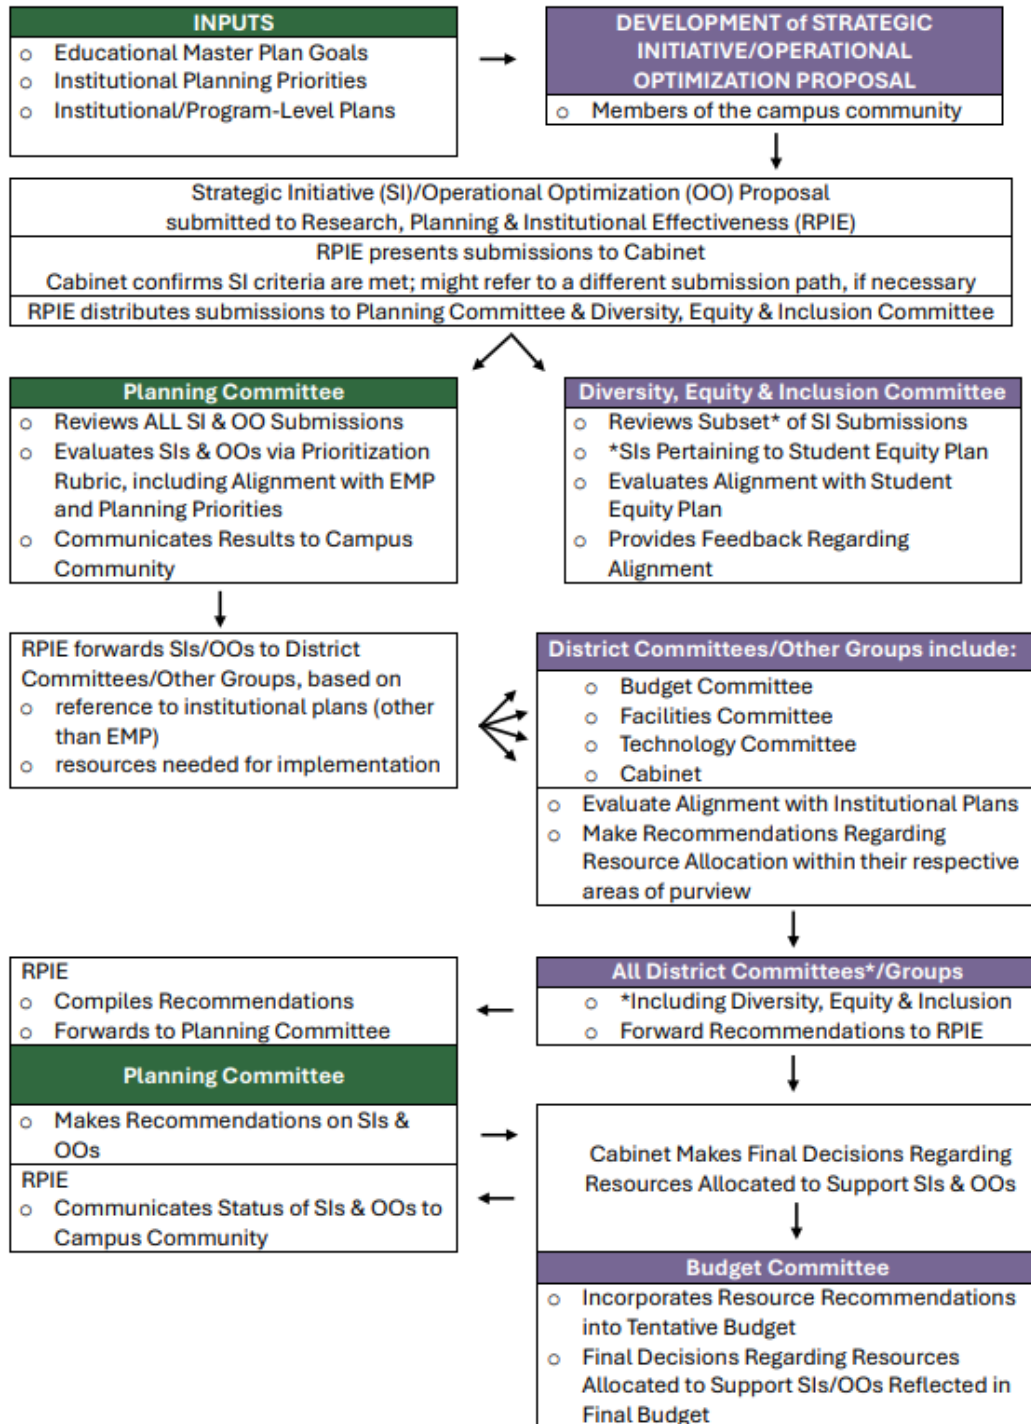 INPUTS
○ Educational Master Plan Goals
○ Institutional Planning Priorities
○ Institutional/Program-Level Plans
DEVELOPMENT of STRATEGIC
INITIATIVE/OPERATIONAL
OPTIMIZATION PROPOSAL
○ Members of the campus community
Strategic Initiative (SI)/Operational Optimization (OO) Proposal
submitted to Research, Planning & Institutional Effectiveness (RPIE)
RPIE presents submissions to Cabinet
Cabinet confirms SI criteria are met; might refer to a different submission path, if necessary
RPIE distributes submissions to Planning Committee & Diversity, Equity & Inclusion Committee
Planning Committee
○ Reviews ALL SI & OO Submissions
○ Evaluates SIs & OOs via Prioritization
Rubric, including Alignment with EMP
and Planning Priorities
○ Communicates Results to Campus
Community
Diversity, Equity & Inclusion Committee
○ Reviews Subset* of SI Submissions
○ *SIs Pertaining to Student Equity Plan
○ Evaluates Alignment with Student
Equity Plan
○ Provides Feedback Regarding
Alignment
RPIE forwards SIs/OOs to District
Committees/Other Groups, based on
○ reference to institutional plans (other
than EMP)
○ resources needed for implementation
District Committees/Other Groups include:
○ Budget Committee
○ Facilities Committee
○ Technology Committee
○ Cabinet
○ Evaluate Alignment with Institutional Plans
○ Make Recommendations Regarding
Resource Allocation within their respective
areas of purview
RPIE
○ Compiles Recommendations
○ Forwards to Planning Committee
All District Committees*/Groups
○ *Including Diversity, Equity & Inclusion
○ Forward Recommendations to RPIE
Planning Committee
○ Makes Recommendations on SIs &
OOs
RPIE
○ Communicates Status of SIs & OOs to
Campus Community
Cabinet Makes Final Decisions Regarding
Resources Allocated to Support SIs & OOs
Budget Committee
○ Incorporates Resource Recommendations
into Tentative Budget
○ Final Decisions Regarding Resources
Allocated to Support SIs/OOs Reflected in
Final Budget